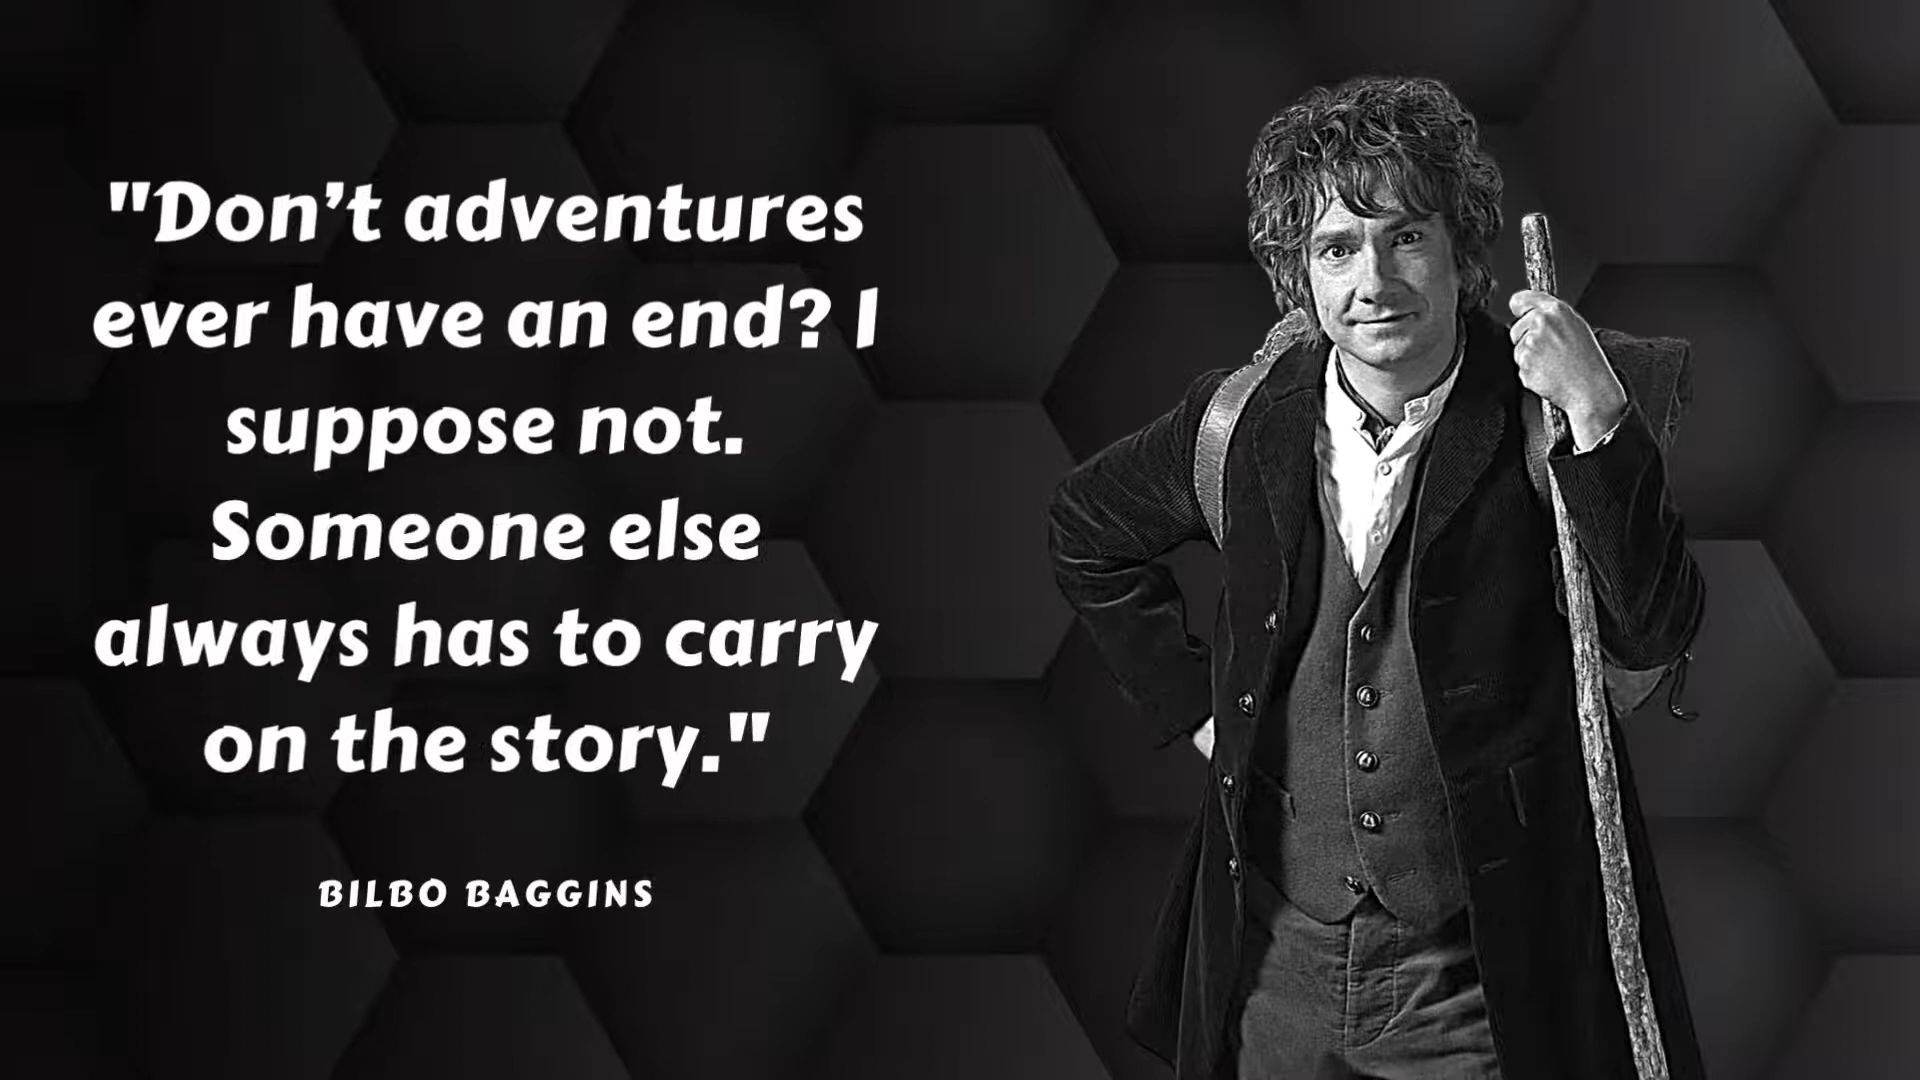 "Don’t adventures
ever have an end? I
suppose not.
Someone else
always has to carry
on the story."
BILBO BAGGINS